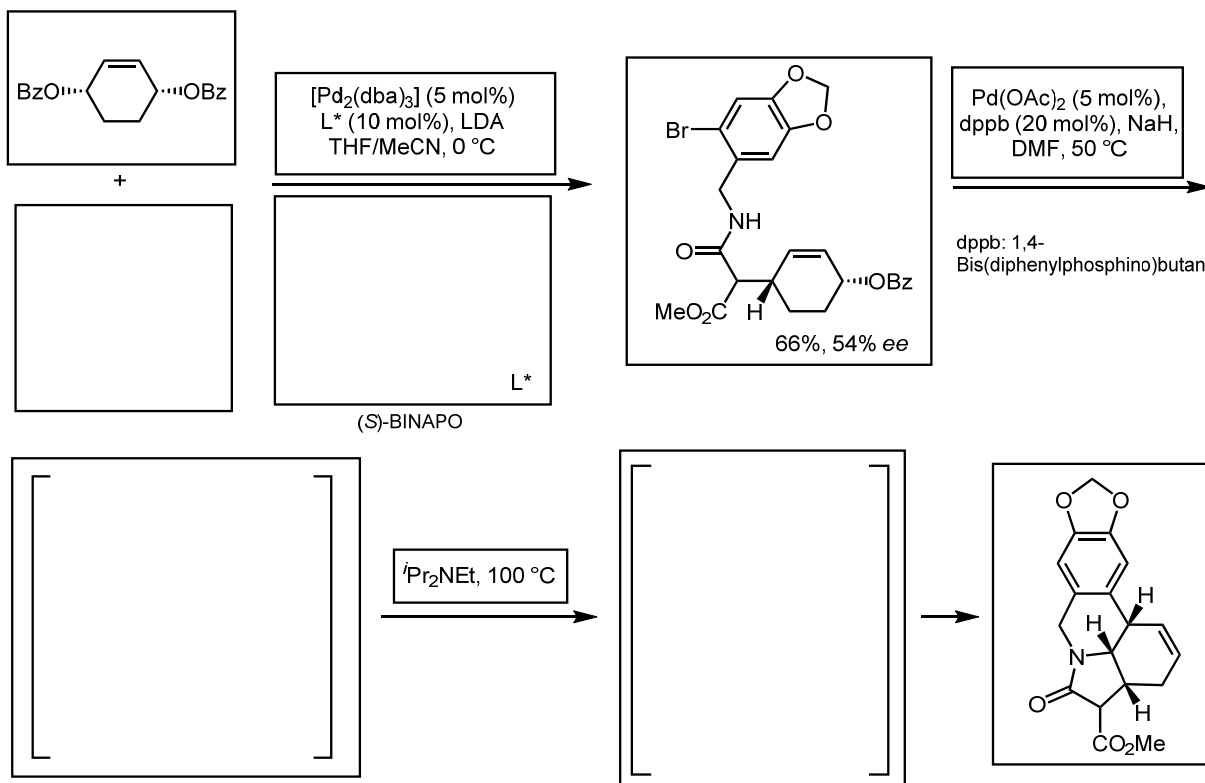 BzO
OBz
+
[Pd2(dba)3] (5 mol%)
L* (10 mol%), LDA
THF/MeCN, 0 °C
L*
(S)-BINAPO
O
O
Br
NH
O
MeO2C
H
OBz
66%, 54% ee
Pd(OAc)2 (5 mol%),
dppb (20 mol%), NaH,
DMF, 50 °C
dppb: 1,4-
Bis(diphenylphosphino)butan
iPr2NEt, 100 °C
O
O
H
H
N
O
H
CO2Me